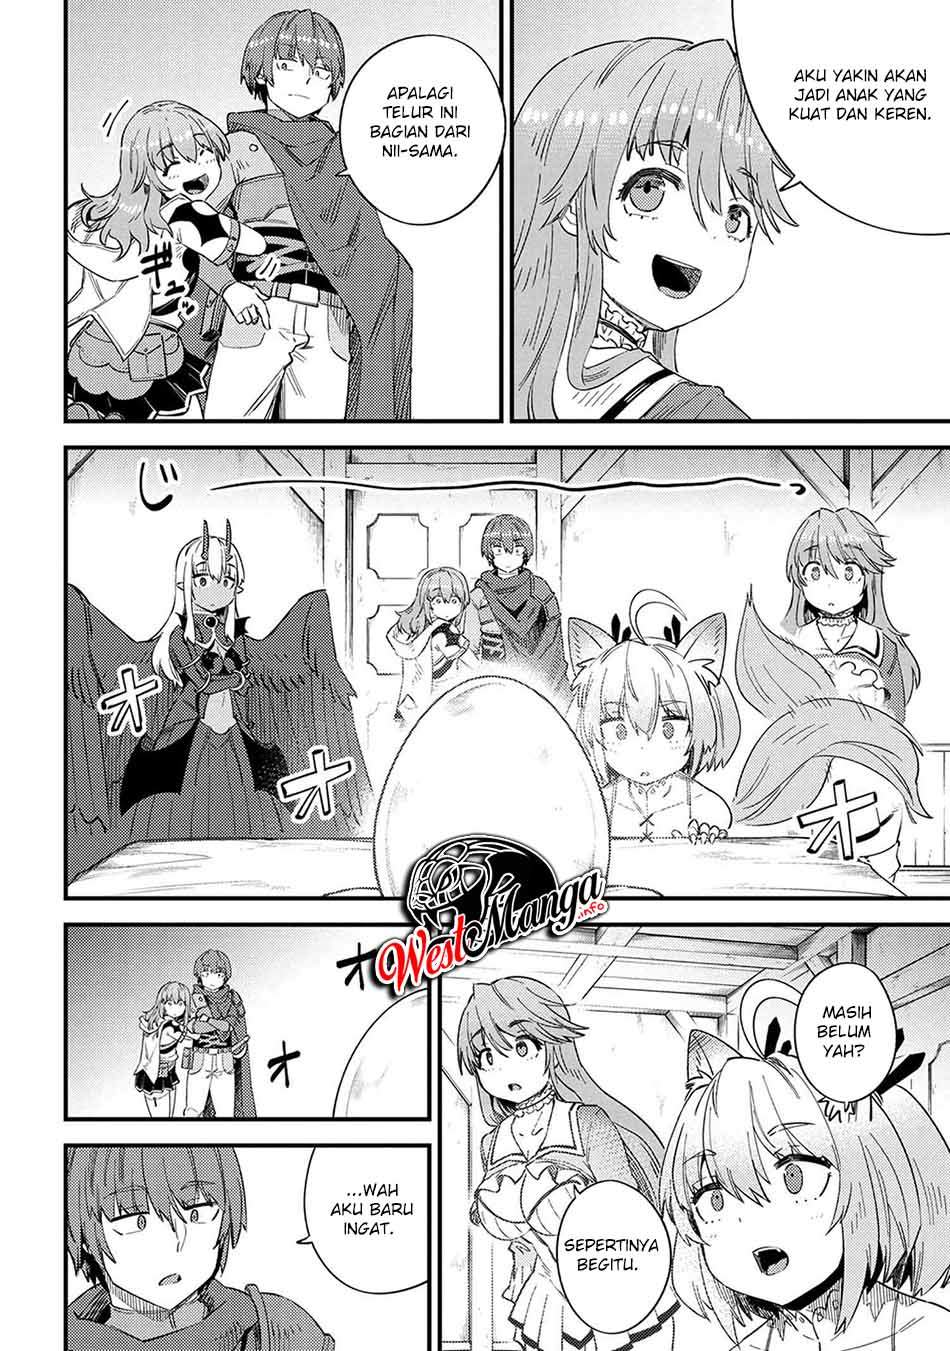 AKU YAKIN AKAN
JADI ANAK YANG
KUAT DAN KEREN.
APALAGI
TELUR INI
BAGIAN DARI
NII-SAMA.
ギュッ
じ
オ
オ
オ
WestManga
.info
オ
オ
MASIH
BELUM
YAH?
SEPERTINYA
BEGITU.
...WAH
AKU BARU
INGAT.